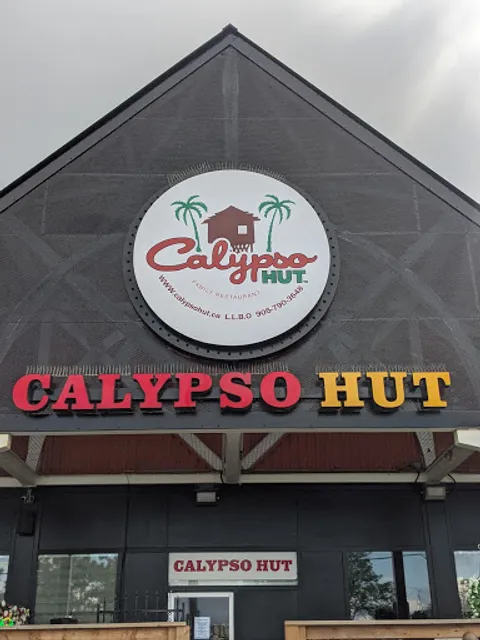 Calypso
HUT
FAMILY RESTAURANT
www.calypsohut.ca L.L.B.O 905-790-3648
CALYPSO HUT
CALYPSO HUT